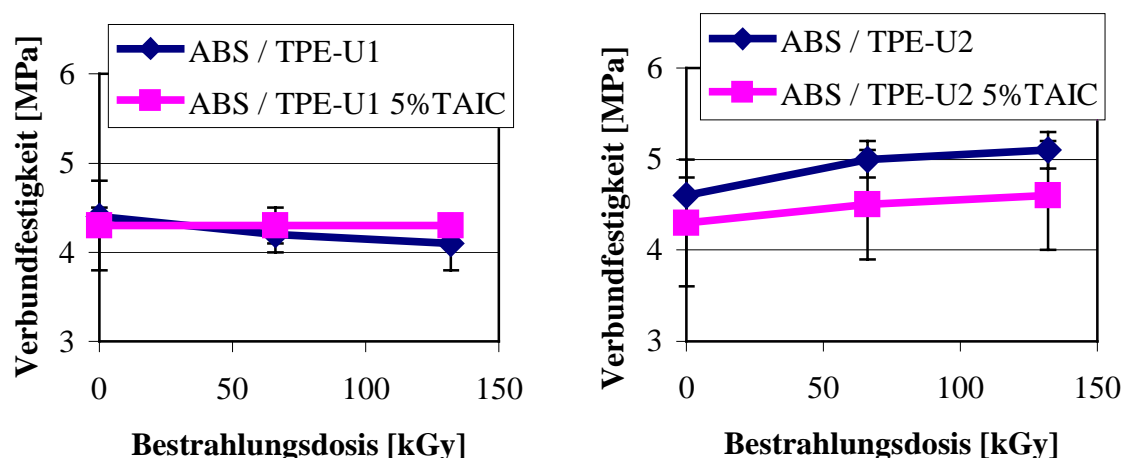 ABS / TPE-U1
ABS / TPE-U1 5%TAIC
Verbundfestigkeit [MPa]
6
5
4
3
0
50
100
150
Bestrahlungsdosis [kGy]
ABS / TPE-U2
ABS / TPE-U2 5%TAIC
Verbundfestigkeit [MPa]
6
5
4
3
0
50
100
150
Bestrahlungsdosis [kGy]